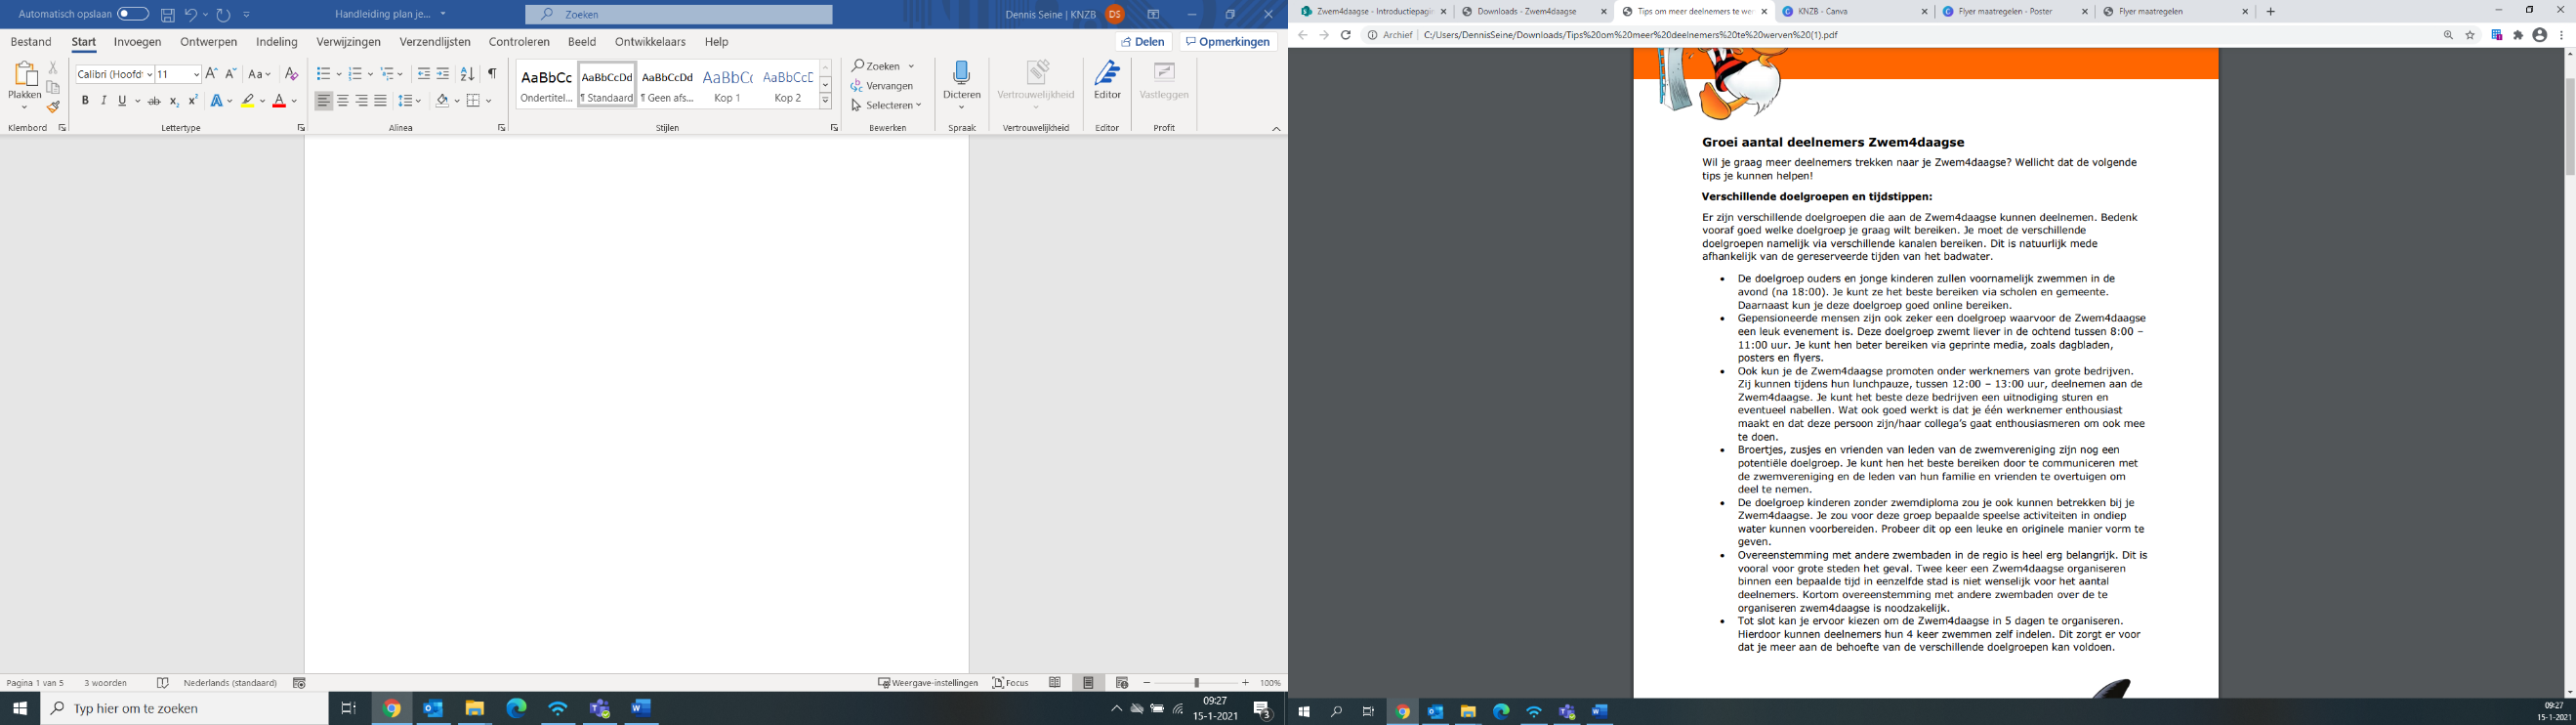 Automatisch opslaan
Handleiding plan je...
Zoeken
Dennis Seine | KNZB
DS
Bestand Start Invoegen Ontwerpen Indeling Verwijzingen Verzendlijsten Controleren Beeld Ontwikkelaars Help
Delen
Opmerkingen
Plakken
Klembord
Calibri (Hoofd
11
Lettertype
Alinea
AaBbCc AaBbCcDd AaBbCcDd AaBbC AaBbCcE
Ondertitel... ¶ Standaard ¶ Geen afs... Kop 1 Kop 2
Stijlen
Zoeken
Vervangen
Selecteren
Bewerken
Dicteren
Spraak
Vertrouwelijkheid
Vertrouwelijkheid
Editor
Editor
Vastleggen
Profit
Pagina 1 van 5 3 woorden Nederlands (standaard)
Weergave-instellingen Focus 100%
Typ hier om te zoeken
09:27
15-1-2021
3
Zwem4daagse - Introductiepagin
Downloads - Zwem4daagse
Tips om meer deelnemers te wer
KNZB - Canva
Flyer maatregelen - Poster
Flyer maatregelen
Archief | C:/Users/DennisSeine/Downloads/Tips%20om%20meer%20deelnemers%20te%20werven%20(1).pdf
Groei aantal deelnemers Zwem4daagse
Wil je graag meer deelnemers trekken naar je Zwem4daagse? Wellicht dat de volgende
tips je kunnen helpen!
Verschillende doelgroepen en tijdstippen:
Er zijn verschillende doelgroepen die aan de Zwem4daagse kunnen deelnemen. Bedenk
vooraf goed welke doelgroep je graag wilt bereiken. Je moet de verschillende
doelgroepen namelijk via verschillende kanalen bereiken. Dit is natuurlijk mede
afhankelijk van de gereserveerde tijden van het badwater.
• De doelgroep ouders en jonge kinderen zullen voornamelijk zwemmen in de
avond (na 18:00). Je kunt ze het beste bereiken via scholen en gemeente.
Daarnaast kun je deze doelgroep goed online bereiken.
• Gepensioneerde mensen zijn ook zeker een doelgroep waarvoor de Zwem4daagse
een leuk evenement is. Deze doelgroep zwemt liever in de ochtend tussen 8:00 –
11:00 uur. Je kunt hen beter bereiken via geprinte media, zoals dagbladen,
posters en flyers.
• Ook kun je de Zwem4daagse promoten onder werknemers van grote bedrijven.
Zij kunnen tijdens hun lunchpauze, tussen 12:00 – 13:00 uur, deelnemen aan de
Zwem4daagse. Je kunt het beste deze bedrijven een uitnodiging sturen en
eventueel nabellen. Wat ook goed werkt is dat je één werknemer enthousiast
maakt en dat deze persoon zijn/haar collega's gaat enthousiasmeren om ook mee
te doen.
• Broertjes, zusjes en vrienden van leden van de zwemvereniging zijn nog een
potentiële doelgroep. Je kunt hen het beste bereiken door te communiceren met
de zwemvereniging en de leden van hun familie en vrienden te overtuigen om
deel te nemen.
• De doelgroep kinderen zonder zwemdiploma zou je ook kunnen betrekken bij je
Zwem4daagse. Je zou voor deze groep bepaalde speelse activiteiten in ondiep
water kunnen voorbereiden. Probeer dit op een leuke en originele manier vorm te
geven.
• Overeenstemming met andere zwembaden in de regio is heel erg belangrijk. Dit is
vooral voor grote steden het geval. Twee keer een Zwem4daagse organiseren
binnen een bepaalde tijd in eenzelfde stad is niet wenselijk voor het aantal
deelnemers. Kortom overeenstemming met andere zwembaden over de te
organiseren zwem4daagse is noodzakelijk.
• Tot slot kan je ervoor kiezen om de Zwem4daagse in 5 dagen te organiseren.
Hierdoor kunnen deelnemers hun 4 keer zwemmen zelf indelen. Dit zorgt er voor
dat je meer aan de behoefte van de verschillende doelgroepen kan voldoen.
09:27
15-1-2021